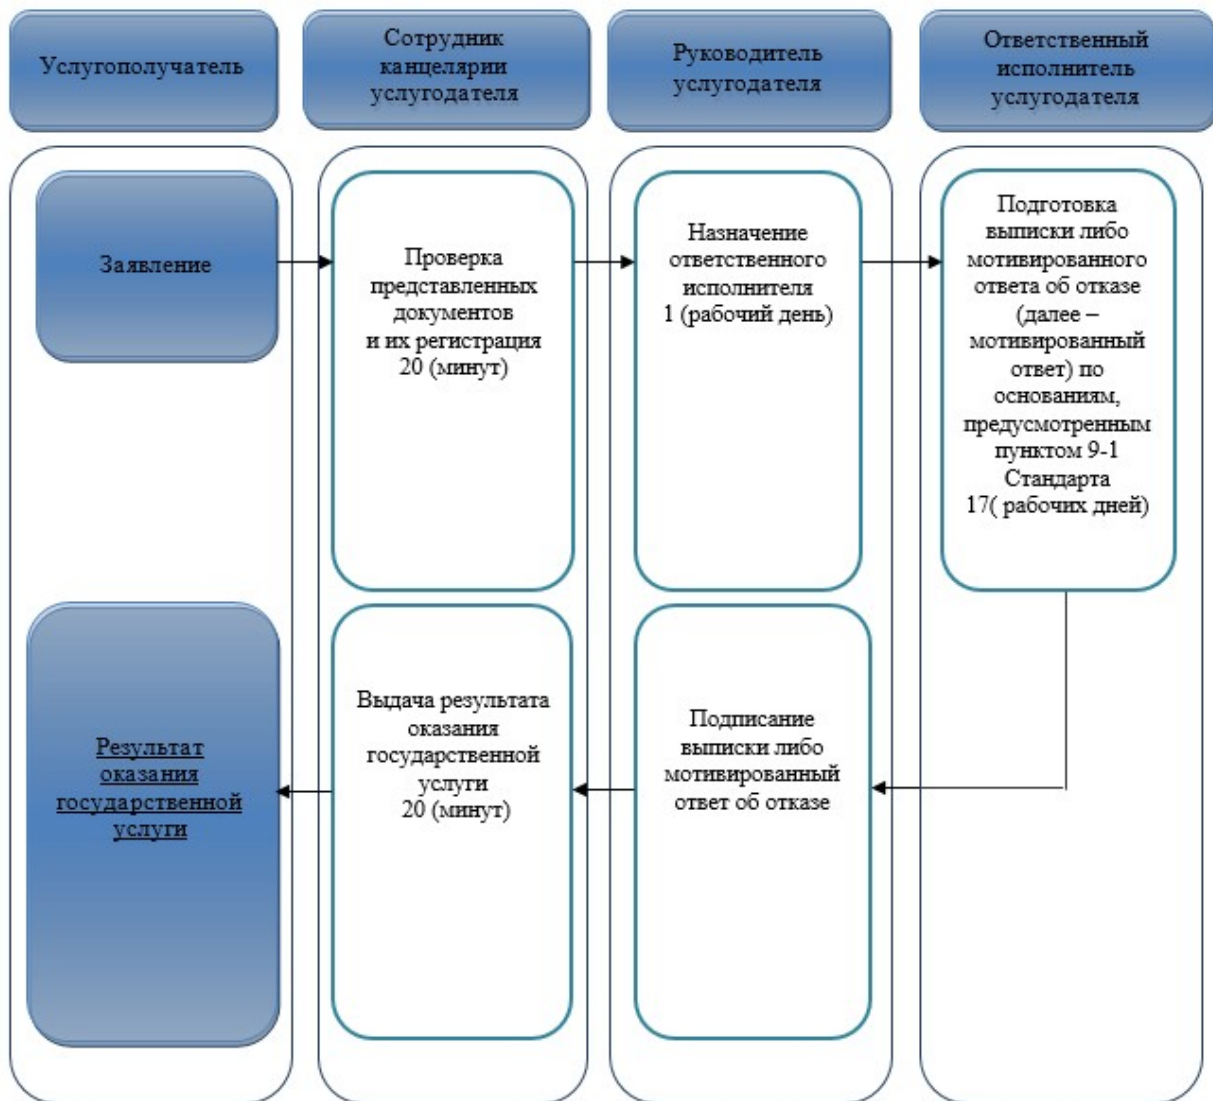 Услугополучатель
Сотрудник
канцелярии
услугодателя
Руководитель
услугодателя
Ответственный
исполнитель
услугодателя
Заявление
Проверка
представленных
документов
и их регистрация
20 (минут)
Назначение
ответственного
исполнителя
1 (рабочий день)
Подготовка
выписки либо
мотивированного
ответа об отказе
(далее –
мотивированный
ответ) по
основаниям,
предусмотренным
пунктом 9-1
Стандарта
17( рабочих дней)
Результат
оказания
государственной
услуги
Выдача результата
оказания
государственной
услуги
20 (минут)
Подписание
выписки либо
мотивированный
ответ об отказе